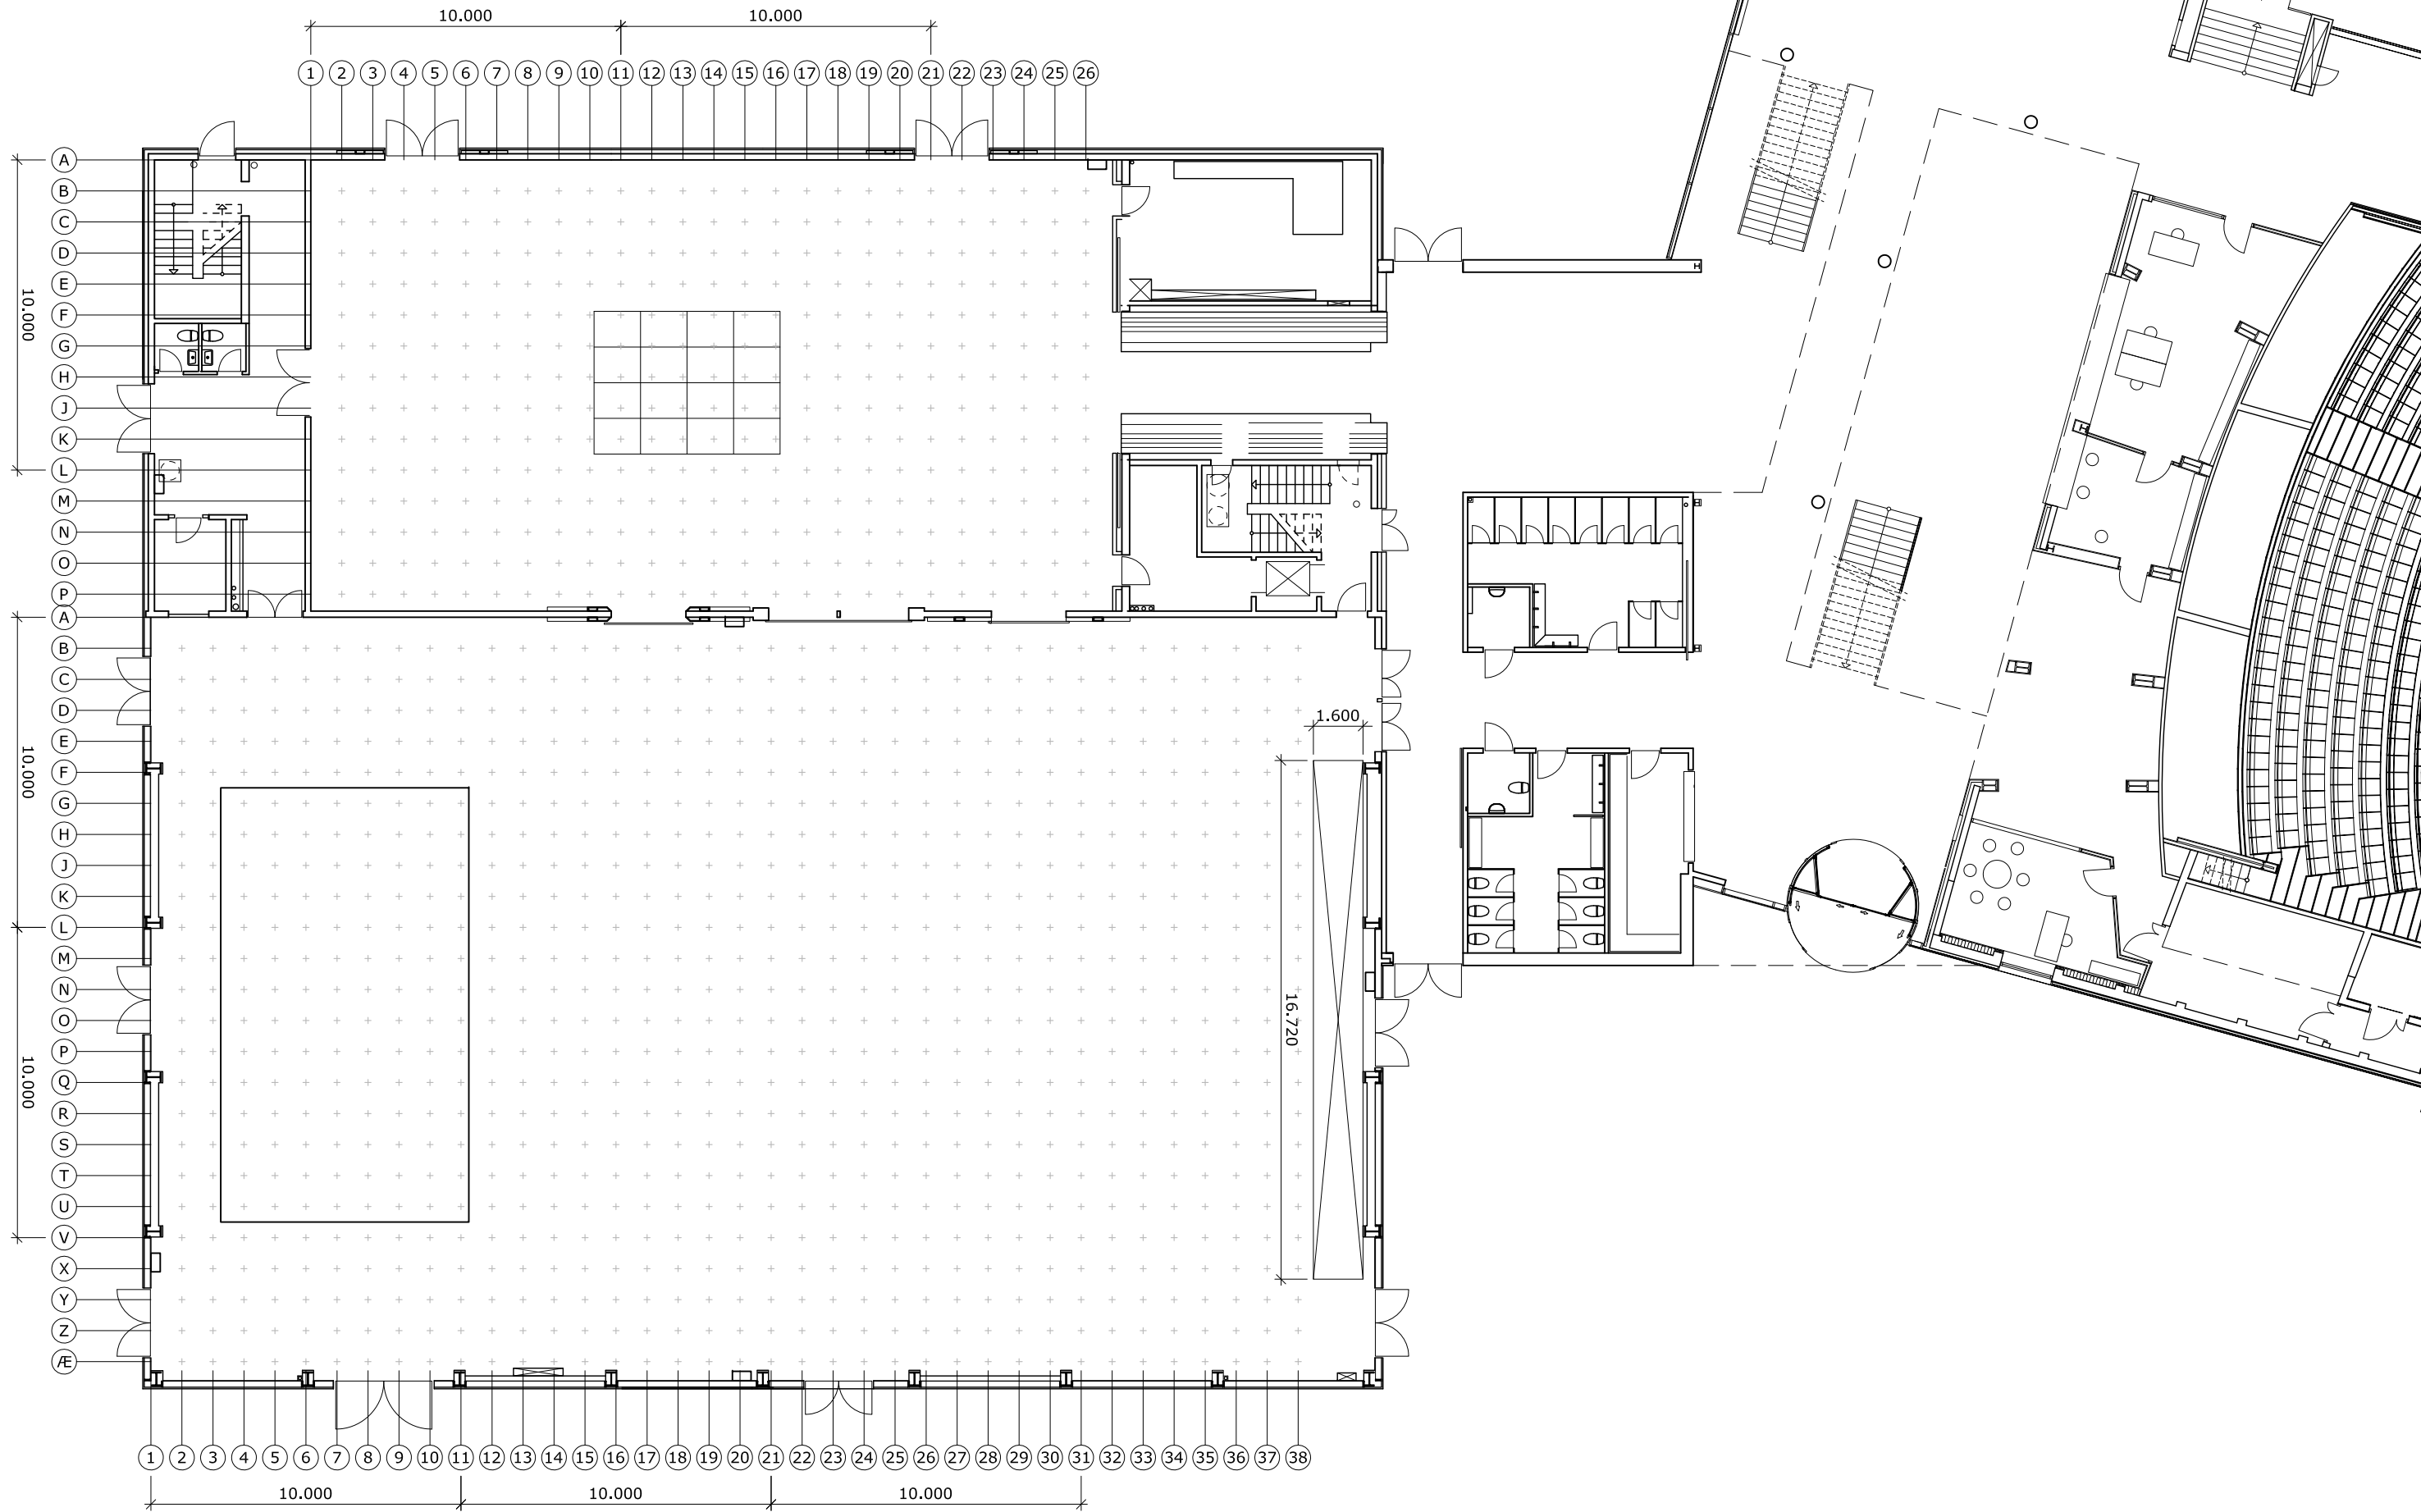 10.000 10.000
1 2 3 4 5 6 7 8 9 10 11 12 13 14 15 16 17 18 19 20 21 22 23 24 25 26
A
B
C
D
E
10.000
F
G
H
J
K
L
M
N
O
P
A
B
C
D
E
1.600
F
10.000
G
H
J
K
L
M
N
O
16.720
P
10.000
Q
R
S
T
U
V
X
Y
Z
Æ
1 2 3 4 5 6 7 8 9 10 11 12 13 14 15 16 17 18 19 20 21 22 23 24 25 26 27 28 29 30 31 32 33 34 35 36 37 38
10.000 10.000 10.000